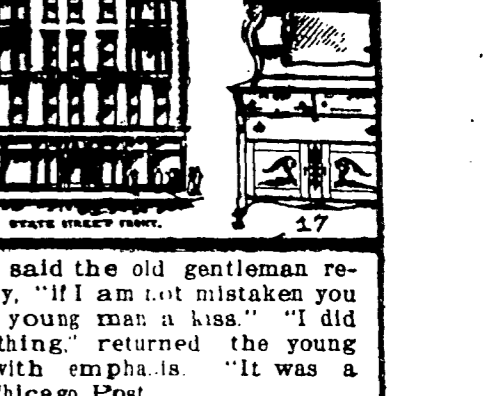 STATE STREET FRONT.
17
said the old gentleman re-
y, "if I am not mistaken you
young man a kiss." "I did
thing," returned the young
with emphasis. "It was a
hicago Post